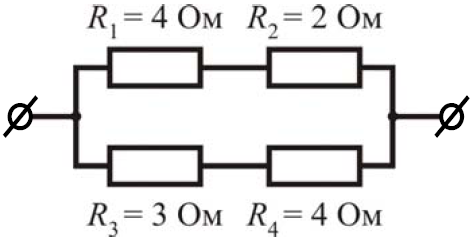 R₁ = 4 Ом R₂ = 2 Ом
R₃ = 3 Ом R₄ = 4 Ом